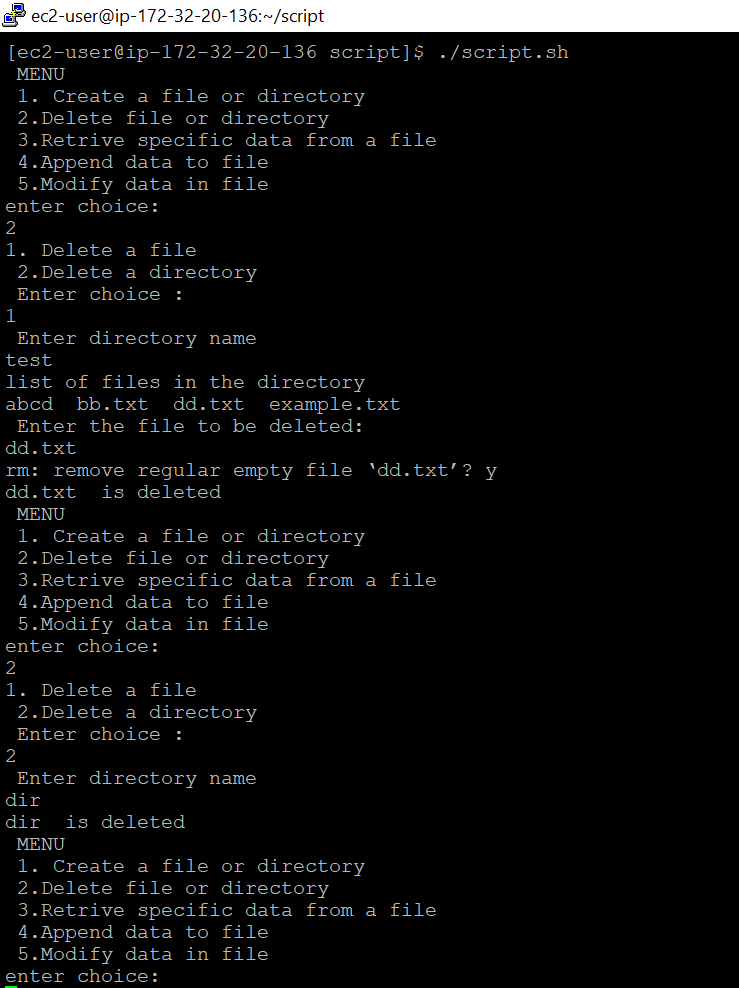 ec2-user@ip-172-32-20-136:~/script
[ec2-user@ip-172-32-20-136 script]$ ./script.sh
 MENU
 1. Create a file or directory
 2.Delete file or directory
 3.Retrive specific data from a file
 4.Append data to file
 5.Modify data in file
enter choice:
2
1. Delete a file
 2.Delete a directory
 Enter choice :
1
 Enter directory name
test
list of files in the directory
abcd  bb.txt  dd.txt  example.txt
 Enter the file to be deleted:
dd.txt
rm: remove regular empty file ‘dd.txt’? y
dd.txt  is deleted
 MENU
 1. Create a file or directory
 2.Delete file or directory
 3.Retrive specific data from a file
 4.Append data to file
 5.Modify data in file
enter choice:
2
1. Delete a file
 2.Delete a directory
 Enter choice :
2
 Enter directory name
dir
dir  is deleted
 MENU
 1. Create a file or directory
 2.Delete file or directory
 3.Retrive specific data from a file
 4.Append data to file
 5.Modify data in file
enter choice: